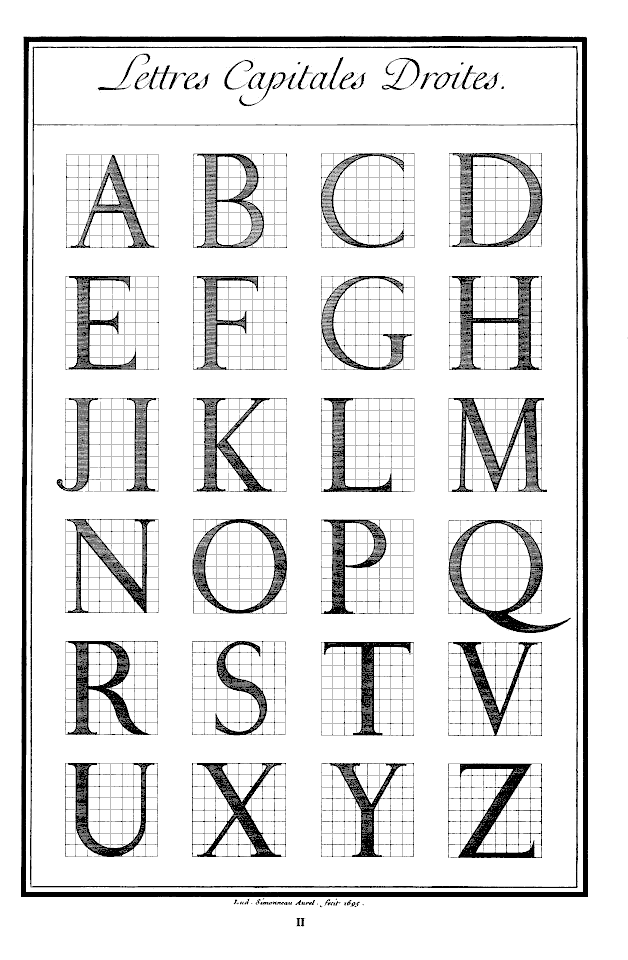 Lettres Capitales Droites.
A B C D
E F G H
J I K L M
N O P Q
R S T V
U X Y Z
Lud. Simonneau Aurel. fecit 1695.
II